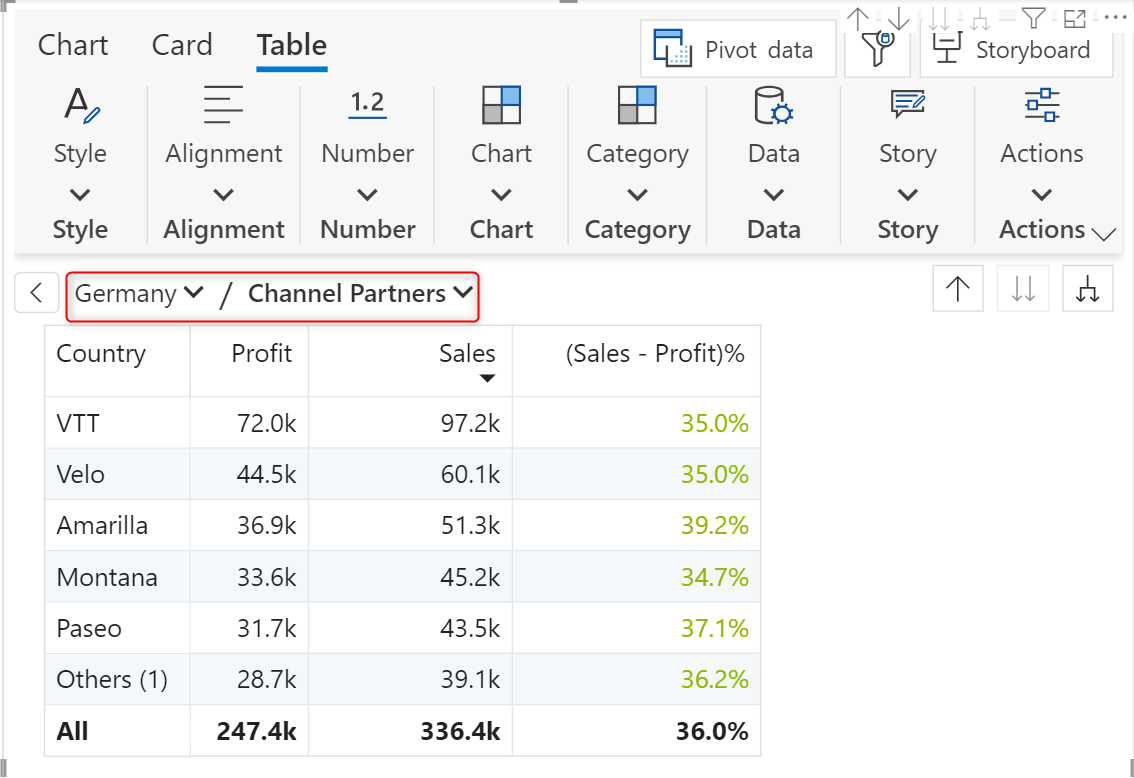 Chart Card Table Pivot data Storyboard
1.2
Style Alignment Number Chart Category Data Story Actions
Style Alignment Number Chart Category Data Story Actions
Germany / Channel Partners
Country Profit Sales (Sales - Profit)%
VTT 72.0k 97.2k 35.0%
Velo 44.5k 60.1k 35.0%
Amarilla 36.9k 51.3k 39.2%
Montana 33.6k 45.2k 34.7%
Paseo 31.7k 43.5k 37.1%
Others (1) 28.7k 39.1k 36.2%
All 247.4k 336.4k 36.0%